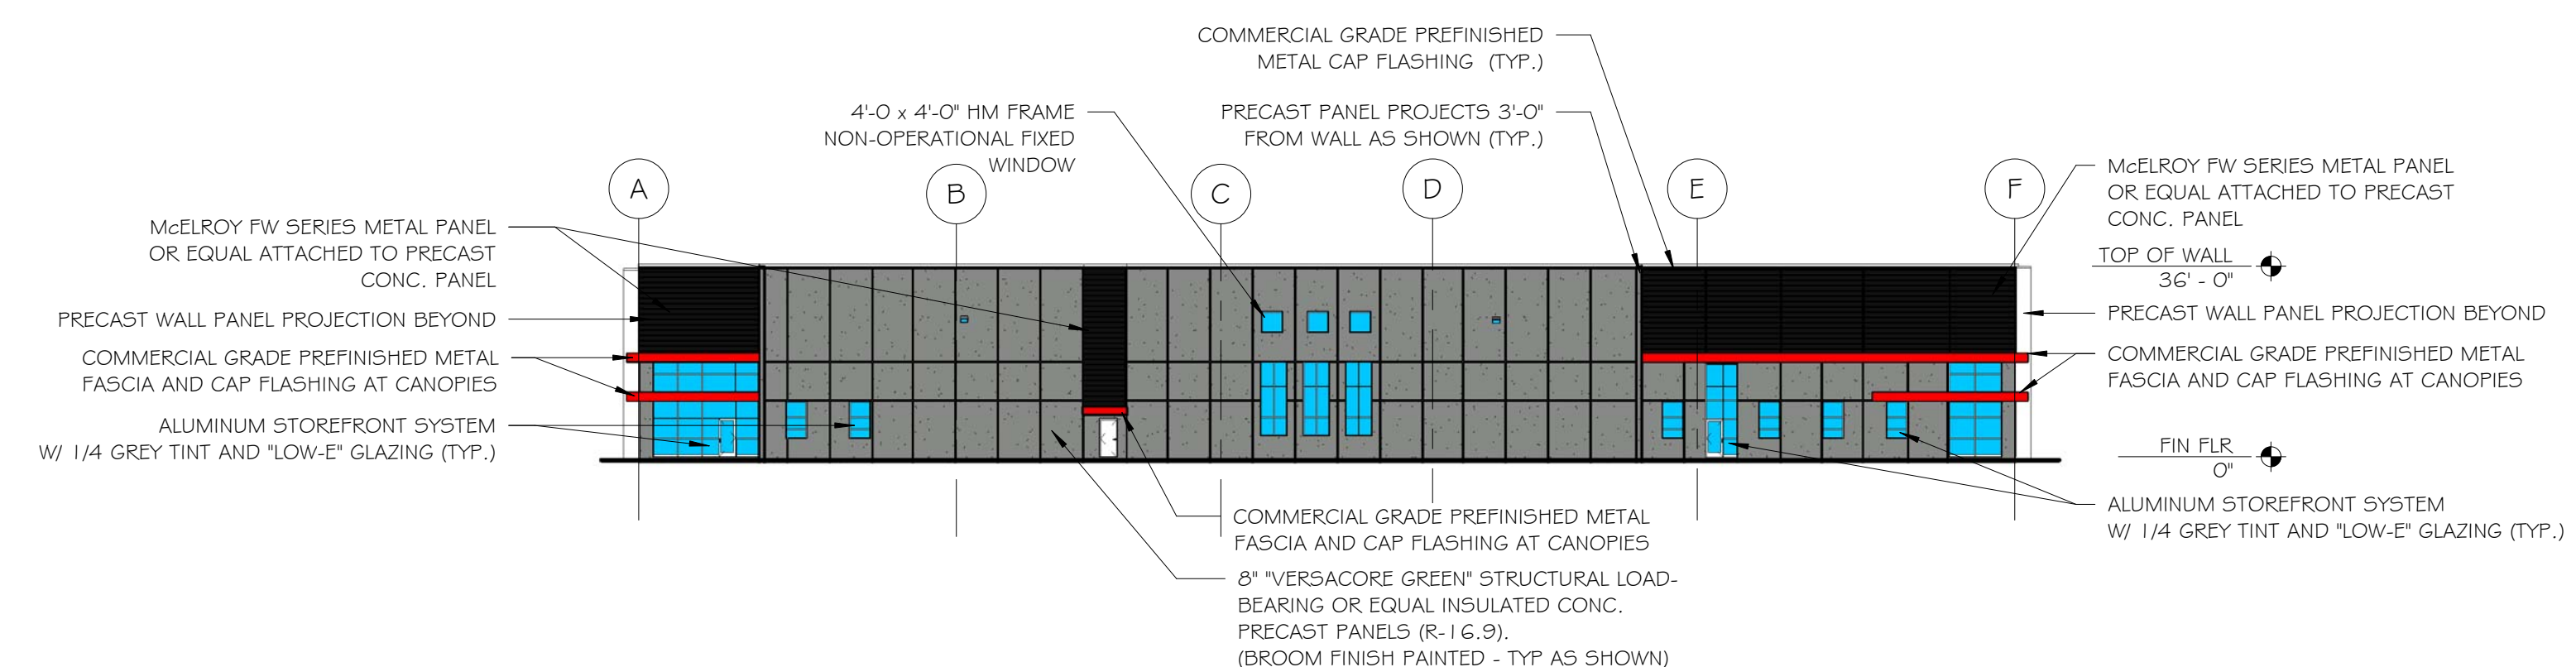 COMMERCIAL GRADE PREFINISHED
METAL CAP FLASHING (TYP.)
4'-0 x 4'-0" HM FRAME
NON-OPERATIONAL FIXED
WINDOW
PRECAST PANEL PROJECTS 3'-0"
FROM WALL AS SHOWN (TYP.)
A
B
C
D
E
F
McELROY FW SERIES METAL PANEL
OR EQUAL ATTACHED TO PRECAST
CONC. PANEL
PRECAST WALL PANEL PROJECTION BEYOND
COMMERCIAL GRADE PREFINISHED METAL
FASCIA AND CAP FLASHING AT CANOPIES
ALUMINUM STOREFRONT SYSTEM
W/ 1/4 GREY TINT AND "LOW-E" GLAZING (TYP.)
McELROY FW SERIES METAL PANEL
OR EQUAL ATTACHED TO PRECAST
CONC. PANEL
TOP OF WALL
36' - 0"
PRECAST WALL PANEL PROJECTION BEYOND
COMMERCIAL GRADE PREFINISHED METAL
FASCIA AND CAP FLASHING AT CANOPIES
FIN FLR
0"
ALUMINUM STOREFRONT SYSTEM
W/ 1/4 GREY TINT AND "LOW-E" GLAZING (TYP.)
COMMERCIAL GRADE PREFINISHED METAL
FASCIA AND CAP FLASHING AT CANOPIES
8" "VERSACORE GREEN" STRUCTURAL LOAD-
BEARING OR EQUAL INSULATED CONC.
PRECAST PANELS (R-16.9).
(BROOM FINISH PAINTED - TYP AS SHOWN)